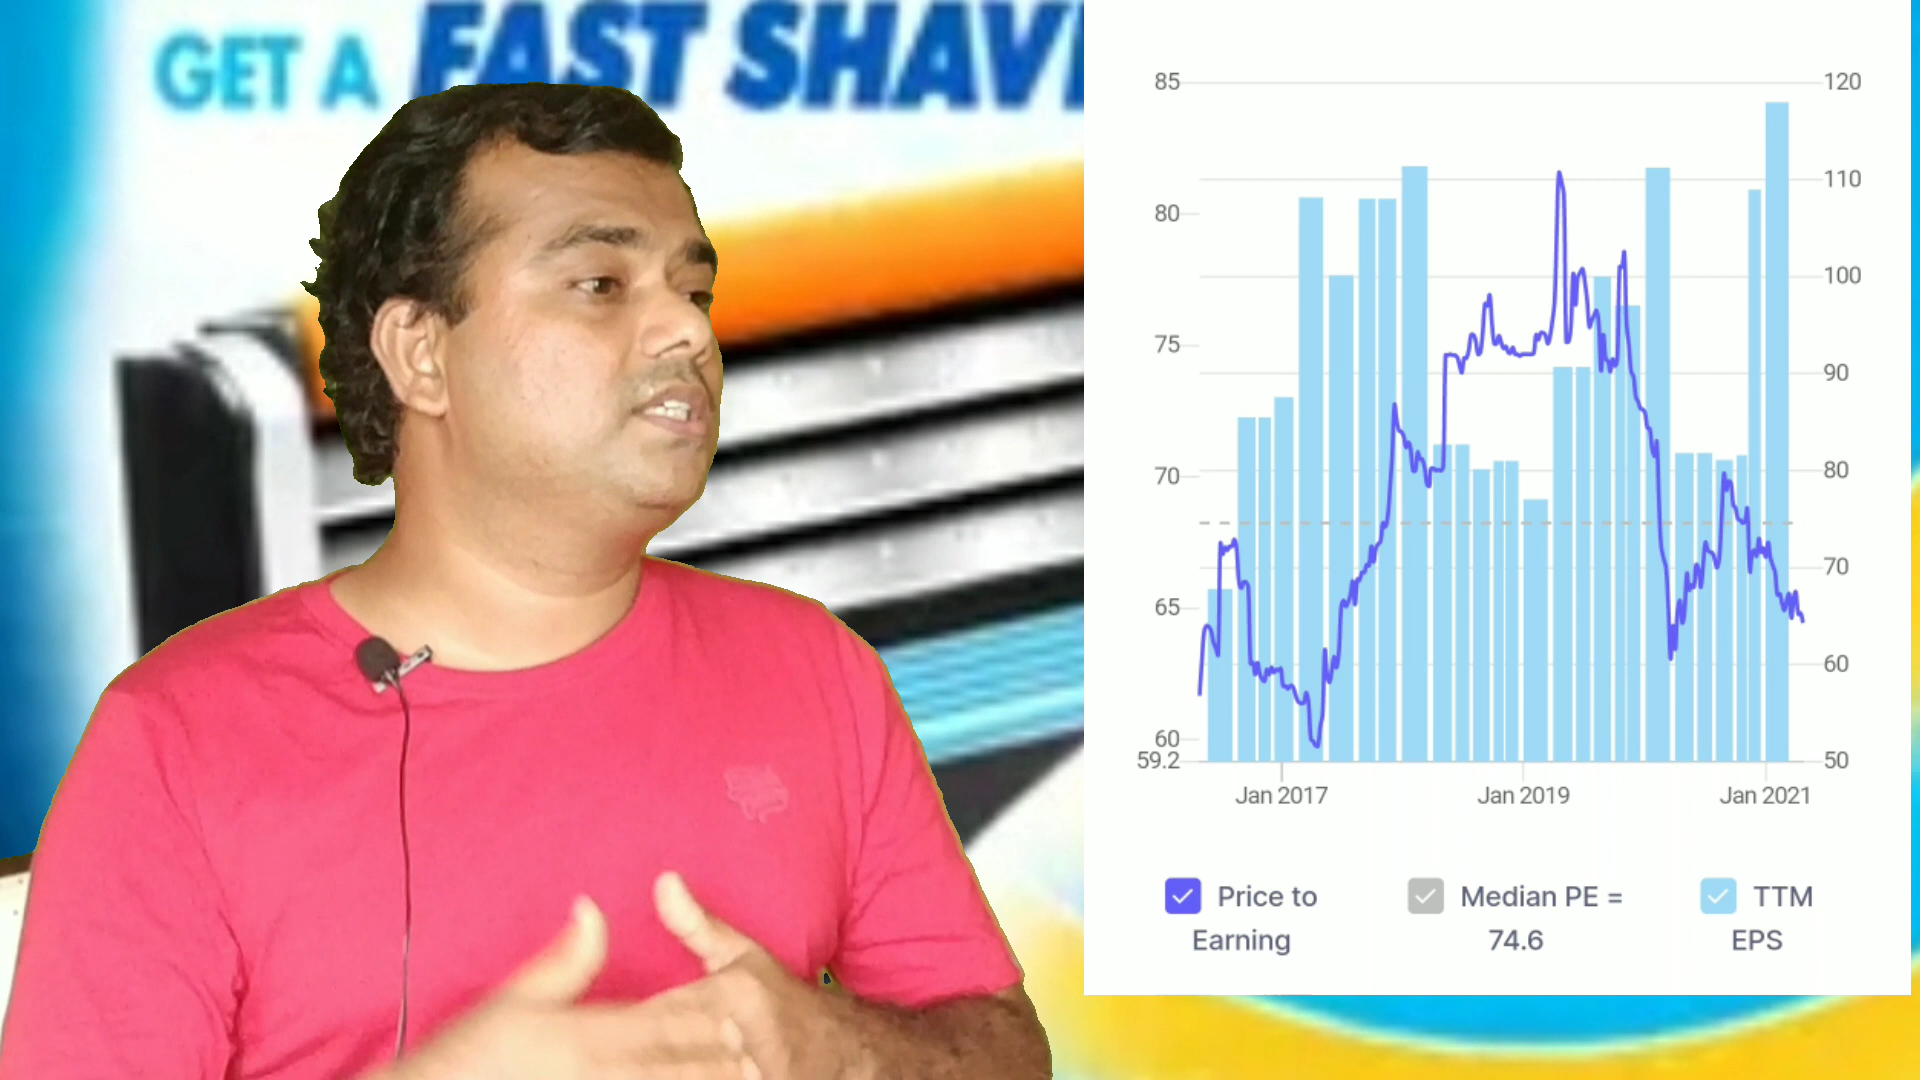 GET A FAST SHAV
85
80
75
70
65
60
59.2
120
110
100
90
80
70
60
50
Jan 2017
Jan 2019
Jan 2021
Price to
Earning
Median PE =
74.6
TTM
EPS